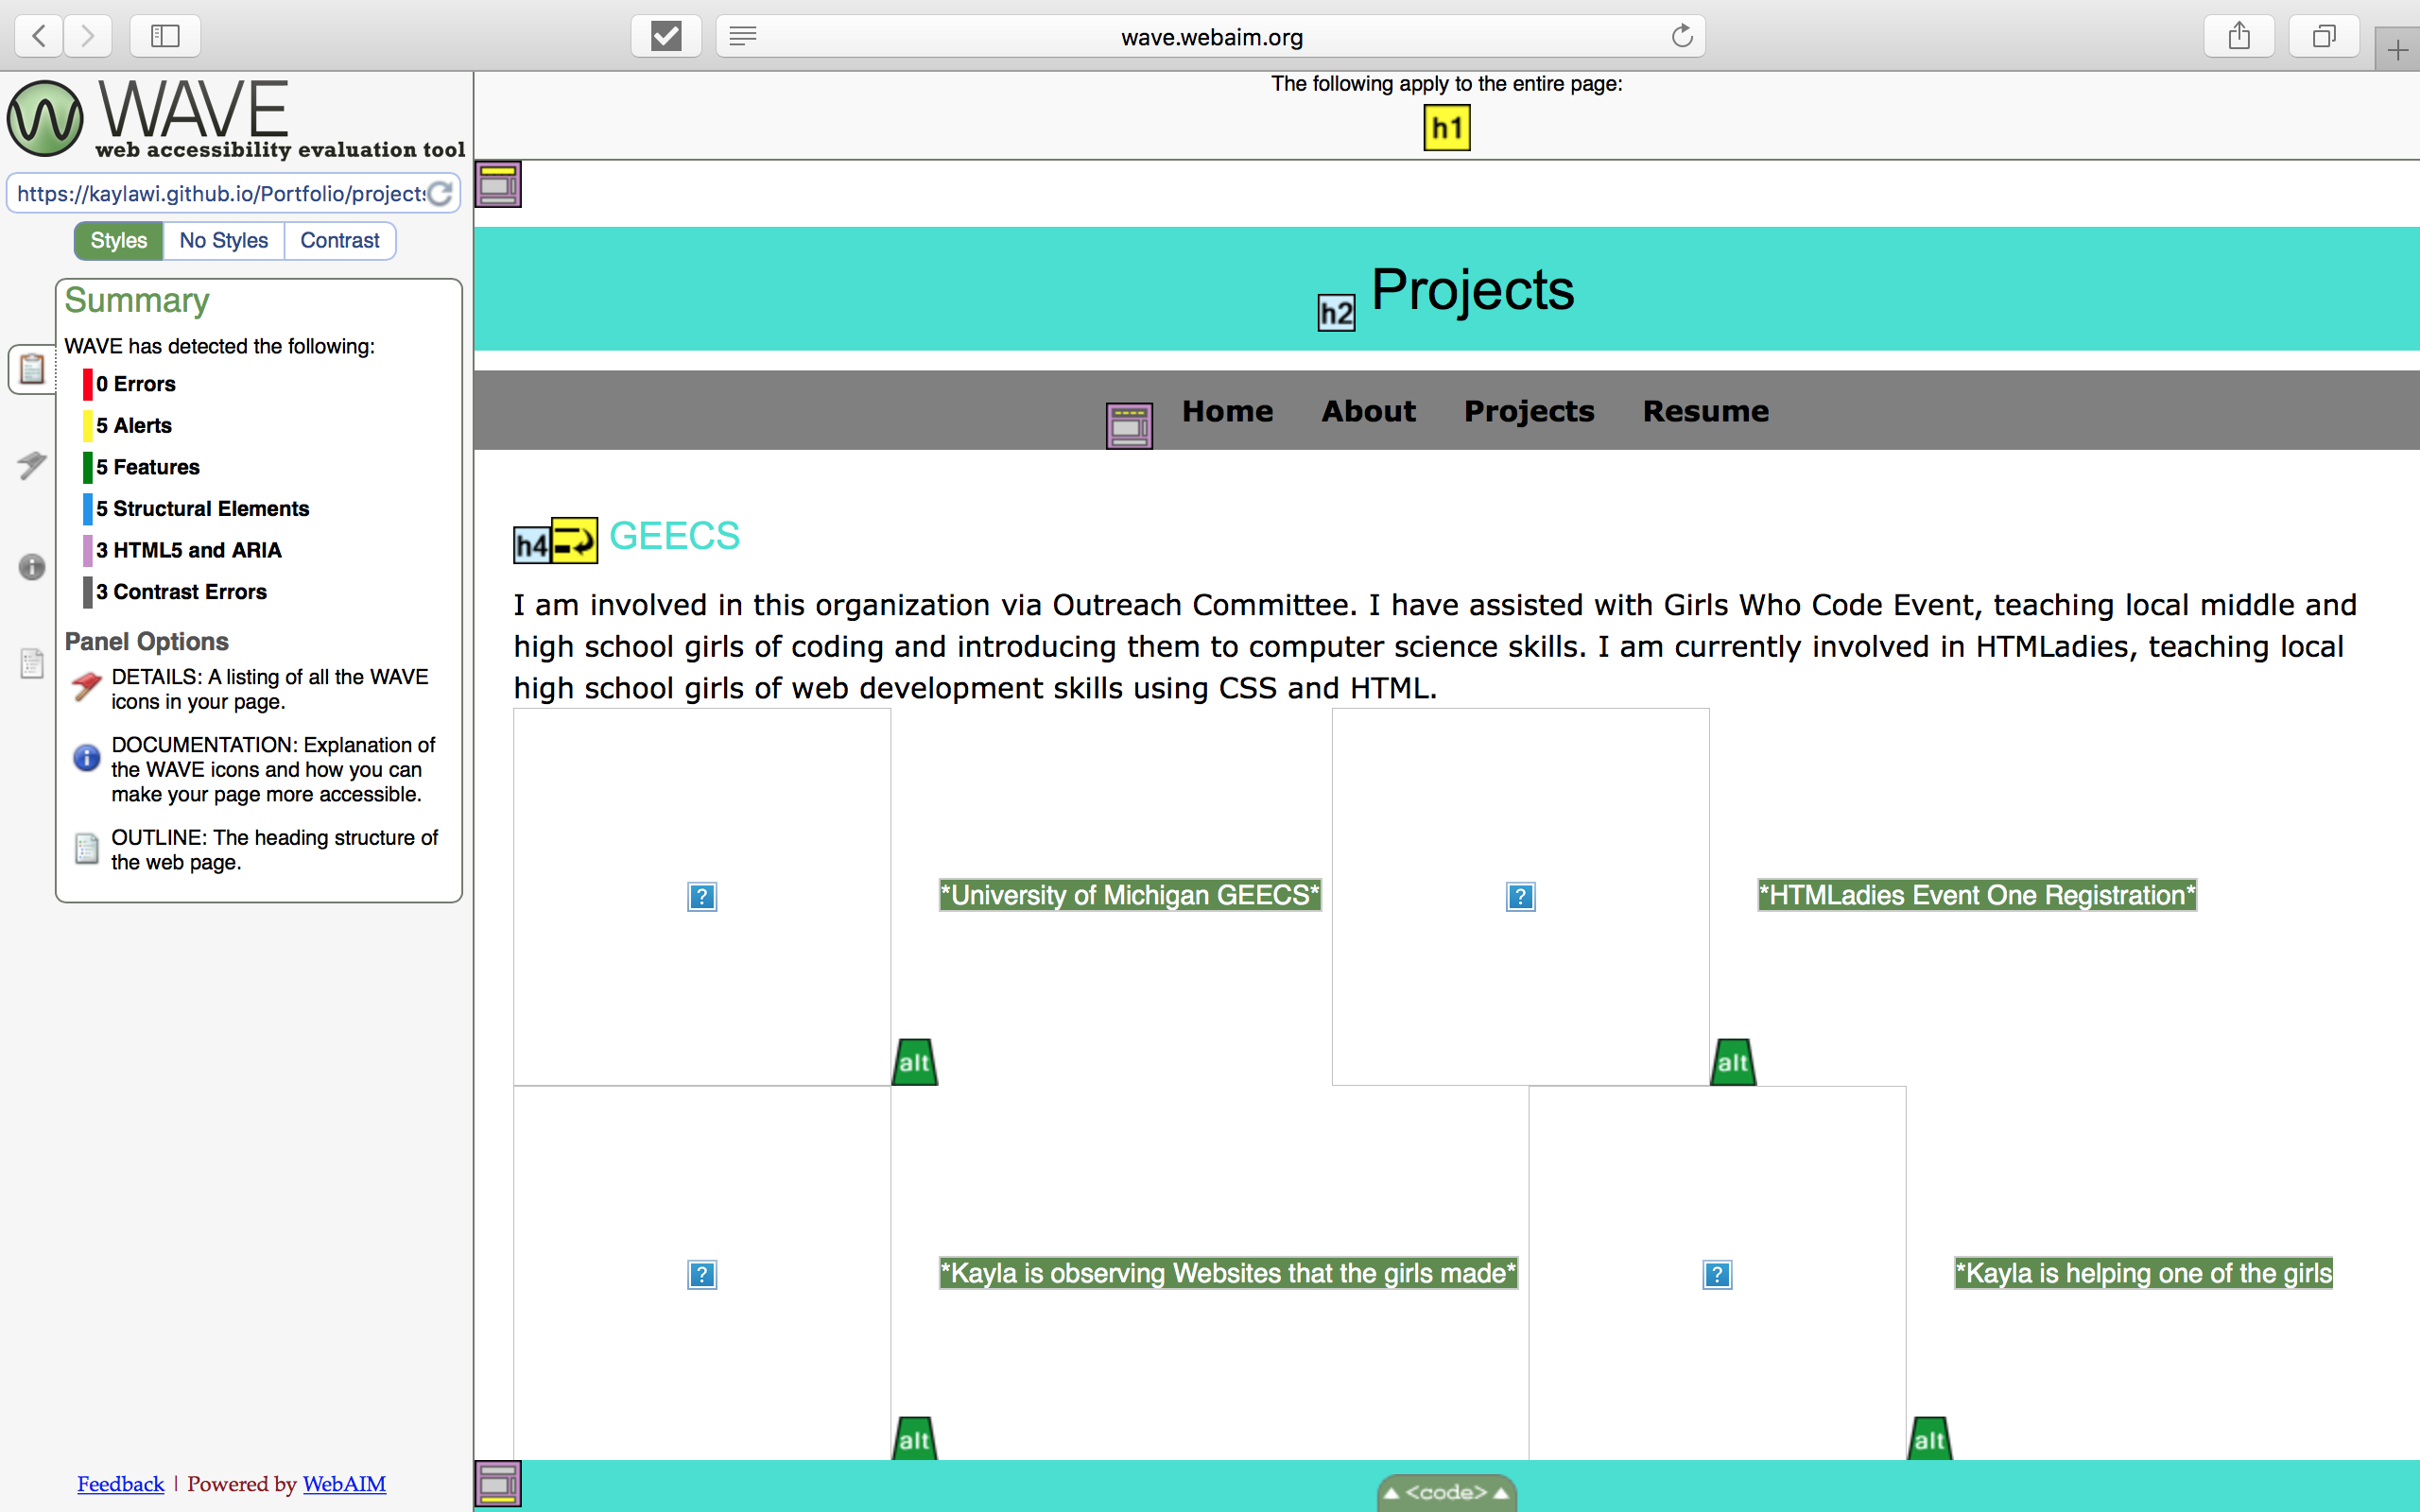 wave.webaim.org
WAVE
web accessibility evaluation tool
https://kaylawi.github.io/Portfolio/projects
Styles No Styles Contrast
Summary
WAVE has detected the following:
0 Errors
5 Alerts
5 Features
5 Structural Elements
3 HTML5 and ARIA
3 Contrast Errors
Panel Options
DETAILS: A listing of all the WAVE
icons in your page.
DOCUMENTATION: Explanation of
the WAVE icons and how you can
make your page more accessible.
OUTLINE: The heading structure of
the web page.
Feedback | Powered by WebAIM
The following apply to the entire page:
h1
h2 Projects
Home About Projects Resume
h4 GEECS
I am involved in this organization via Outreach Committee. I have assisted with Girls Who Code Event, teaching local middle and
high school girls of coding and introducing them to computer science skills. I am currently involved in HTMLadies, teaching local
high school girls of web development skills using CSS and HTML.
? *University of Michigan GEECS* ? *HTMLadies Event One Registration*
alt alt
? *Kayla is observing Websites that the girls made* ? *Kayla is helping one of the girls
alt alt
<code>